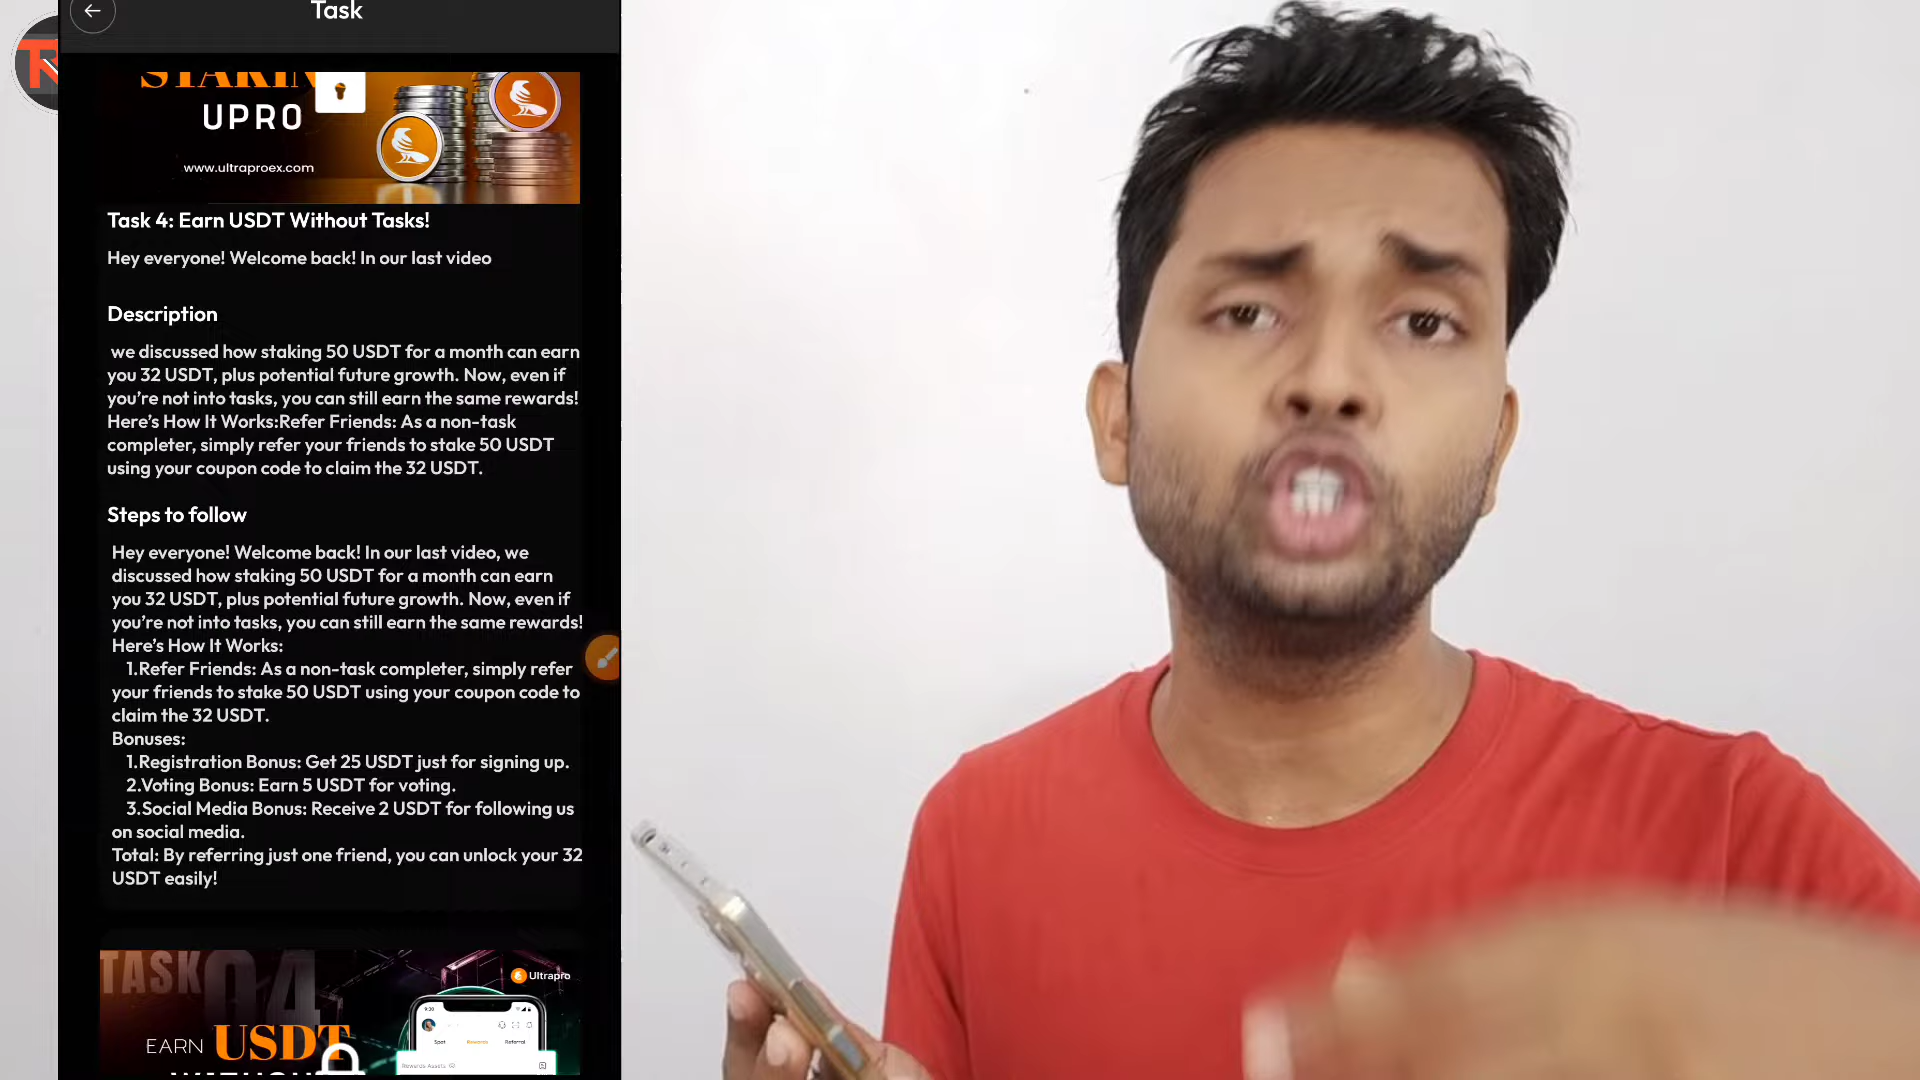 Task
UPRO
www.ultraproex.com
Task 4: Earn USDT Without Tasks!
Hey everyone! Welcome back! In our last video
Description
we discussed how staking 50 USDT for a month can earn
you 32 USDT, plus potential future growth. Now, even if
you're not into tasks, you can still earn the same rewards!
Here's How It Works:Refer Friends: As a non-task
completer, simply refer your friends to stake 50 USDT
using your coupon code to claim the 32 USDT.
Steps to follow
Hey everyone! Welcome back! In our last video, we
discussed how staking 50 USDT for a month can earn
you 32 USDT, plus potential future growth. Now, even if
you're not into tasks, you can still earn the same rewards!
Here's How It Works:
1.Refer Friends: As a non-task completer, simply refer
your friends to stake 50 USDT using your coupon code to
claim the 32 USDT.
Bonuses:
1.Registration Bonus: Get 25 USDT just for signing up.
2.Voting Bonus: Earn 5 USDT for voting.
3.Social Media Bonus: Receive 2 USDT for following us
on social media.
Total: By referring just one friend, you can unlock your 32
USDT easily!
TASK 04
Ultrapro
9:30
Spot Rewards Referral
EARN USDT
Rewards Assets